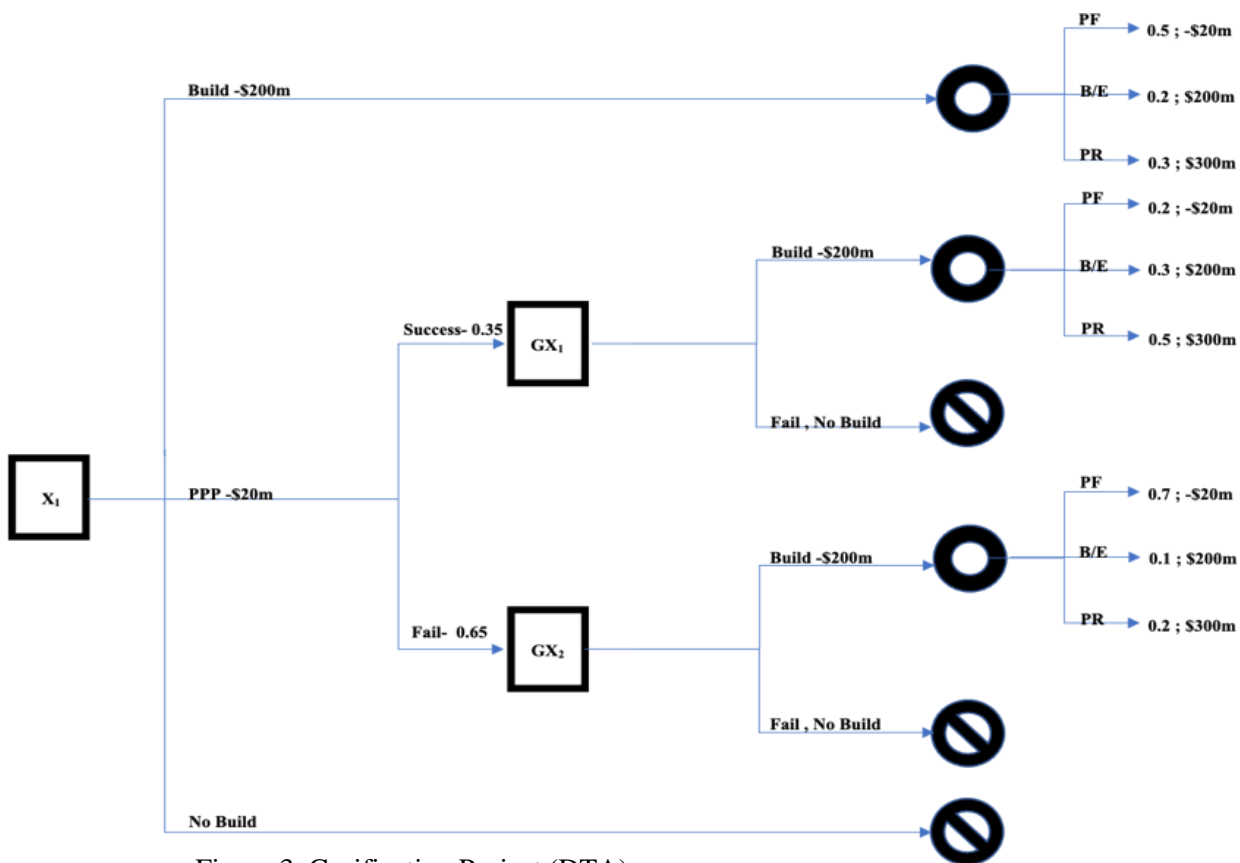 PF
0.5 ; -$20m
Build -$200m
B/E
0.2 ; $200m
PR
0.3 ; $300m
PF
0.2 ; -$20m
Build -$200m
B/E
0.3 ; $200m
Success- 0.35
GX₁
PR
0.5 ; $300m
Fail , No Build
X₁
PPP -$20m
PF
0.7 ; -$20m
Build -$200m
B/E
0.1 ; $200m
Fail- 0.65
GX₂
PR
0.2 ; $300m
Fail , No Build
No Build